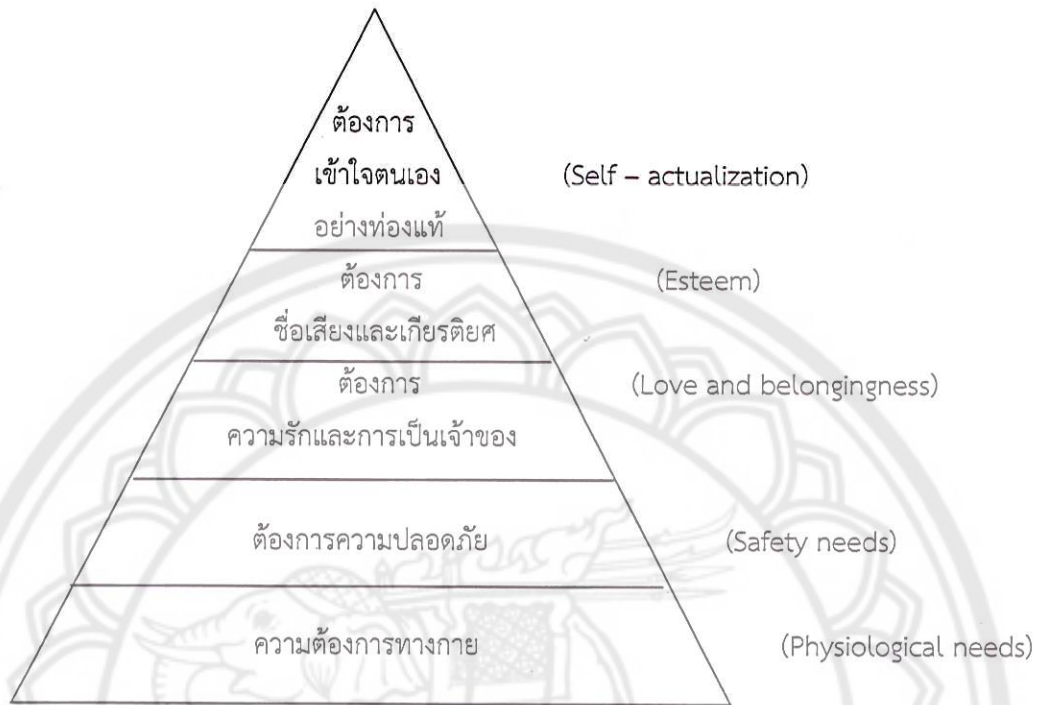 ต้องการ
เข้าใจตนเอง (Self – actualization)
อย่างท่องแท้
ต้องการ (Esteem)
ชื่อเสียงและเกียรติยศ
ต้องการ (Love and belongingness)
ความรักและการเป็นเจ้าของ
ต้องการความปลอดภัย (Safety needs)
ความต้องการทางกาย (Physiological needs)